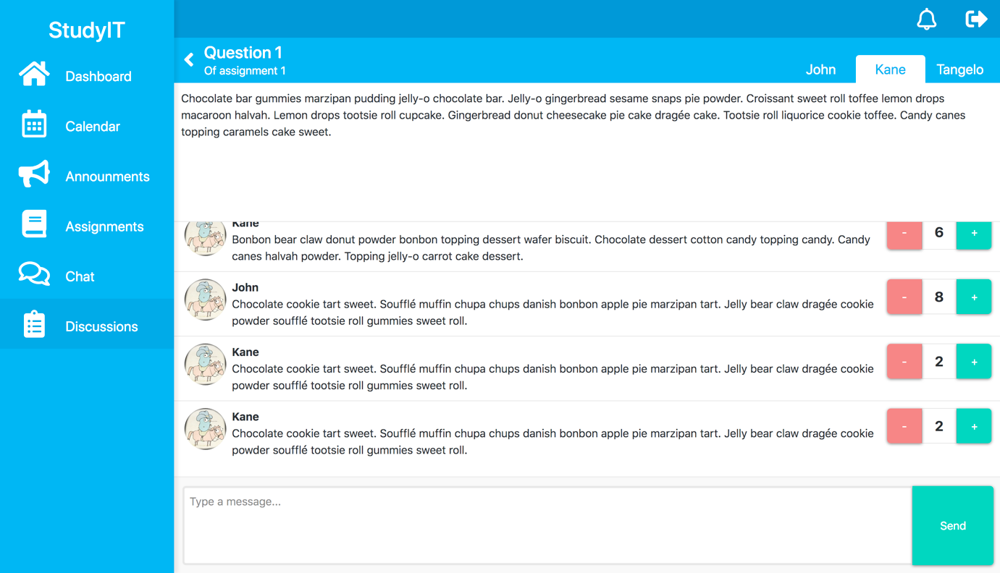 StudyIT
Dashboard
Calendar
Announments
Assignments
Chat
Discussions
Question 1
Of assignment 1
John
Kane
Tangelo
Chocolate bar gummies marzipan pudding jelly-o chocolate bar. Jelly-o gingerbread sesame snaps pie powder. Croissant sweet roll toffee lemon drops
macaroon halvah. Lemon drops tootsie roll cupcake. Gingerbread donut cheesecake pie cake dragée cake. Tootsie roll liquorice cookie toffee. Candy canes
topping caramels cake sweet.
Kane
Bonbon bear claw donut powder bonbon topping dessert wafer biscuit. Chocolate dessert cotton candy topping candy. Candy
canes halvah powder. Topping jelly-o carrot cake dessert.
- 6 +
John
Chocolate cookie tart sweet. Soufflé muffin chupa chups danish bonbon apple pie marzipan tart. Jelly bear claw dragée cookie
powder soufflé tootsie roll gummies sweet roll.
- 8 +
Kane
Chocolate cookie tart sweet. Soufflé muffin chupa chups danish bonbon apple pie marzipan tart. Jelly bear claw dragée cookie
powder soufflé tootsie roll gummies sweet roll.
- 2 +
Kane
Chocolate cookie tart sweet. Soufflé muffin chupa chups danish bonbon apple pie marzipan tart. Jelly bear claw dragée cookie
powder soufflé tootsie roll gummies sweet roll.
- 2 +
Type a message...
Send